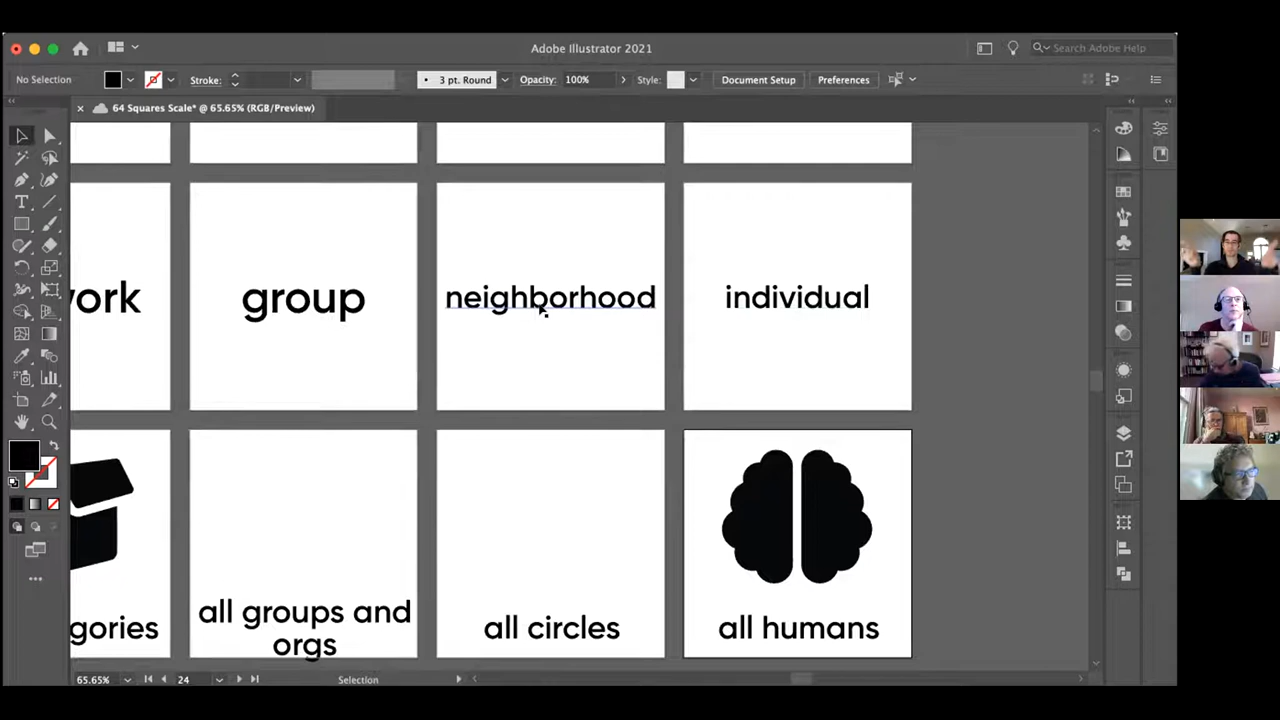 Adobe Illustrator 2021
Search Adobe Help
No Selection
Stroke:
3 pt. Round
Opacity:
100%
Style:
Document Setup
Preferences
64 Squares Scale* @ 65.65% (RGB/Preview)
ork
group
neighborhood
individual
gories
all groups and
orgs
all circles
all humans
65.65%
24
Selection